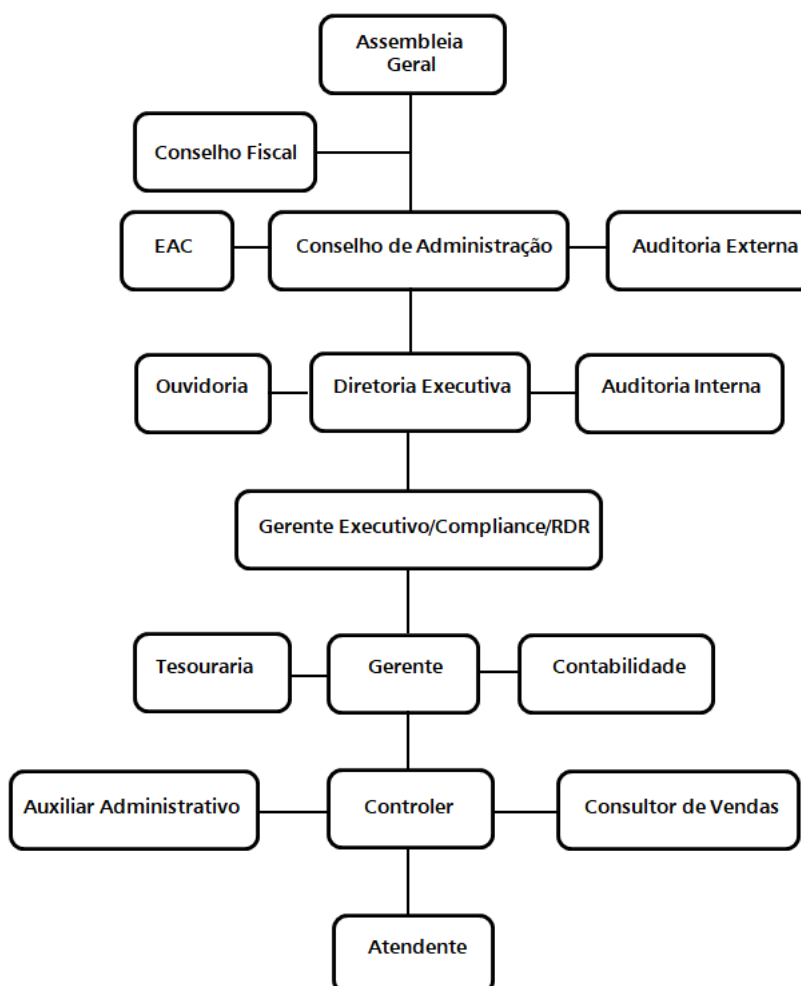 Assembleia
Geral
Conselho Fiscal
EAC
Conselho de Administração
Auditoria Externa
Ouvidoria
Diretoria Executiva
Auditoria Interna
Gerente Executivo/Compliance/RDR
Tesouraria
Gerente
Contabilidade
Auxiliar Administrativo
Controler
Consultor de Vendas
Atendente